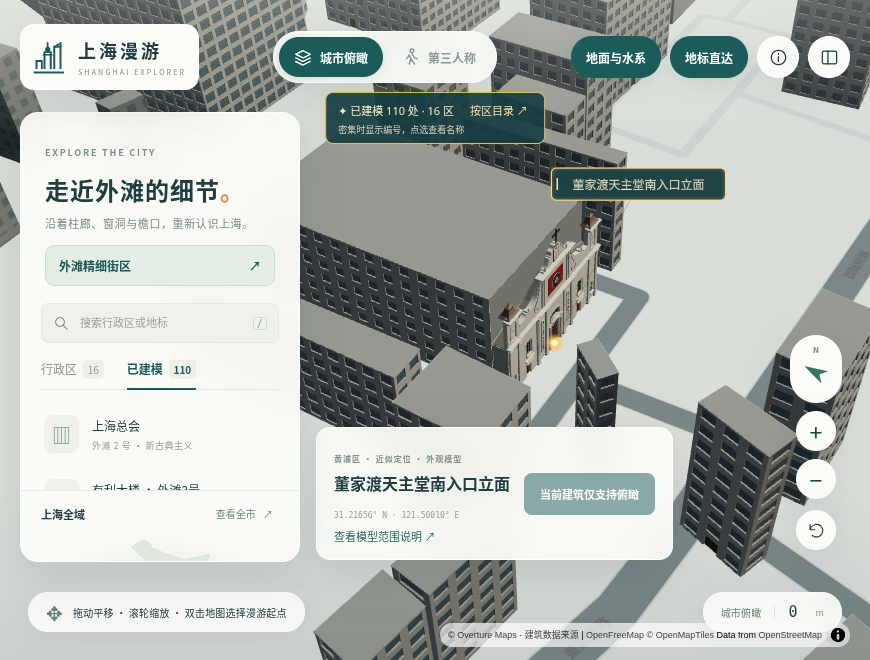 上海漫游
SHANGHAI EXPLORER
城市俯瞰
第三人称
地面与水系
地标直达
✦ 已建模 110 处 · 16 区 按区目录 ↗
密集时显示编号，点选查看名称
EXPLORE THE CITY
走近外滩的细节。
沿着柱廊、窗洞与檐口，重新认识上海。
外滩精细街区 ↗
搜索行政区或地标 /
行政区 16 已建模 110
上海总会
外滩 2 号 · 新古典主义
有利大楼 · 外滩3号
上海全域 查看全市 ↗
董家渡天主堂南入口立面
N
黄浦区 · 近似定位 · 外观模型
董家渡天主堂南入口立面
31.21656° N · 121.50010° E
查看模型范围说明 ↗
当前建筑仅支持俯瞰
拖动平移 · 滚轮缩放 · 双击地图选择漫游起点
城市俯瞰 0 m
© Overture Maps · 建筑数据来源 | OpenFreeMap © OpenMapTiles Data from OpenStreetMap